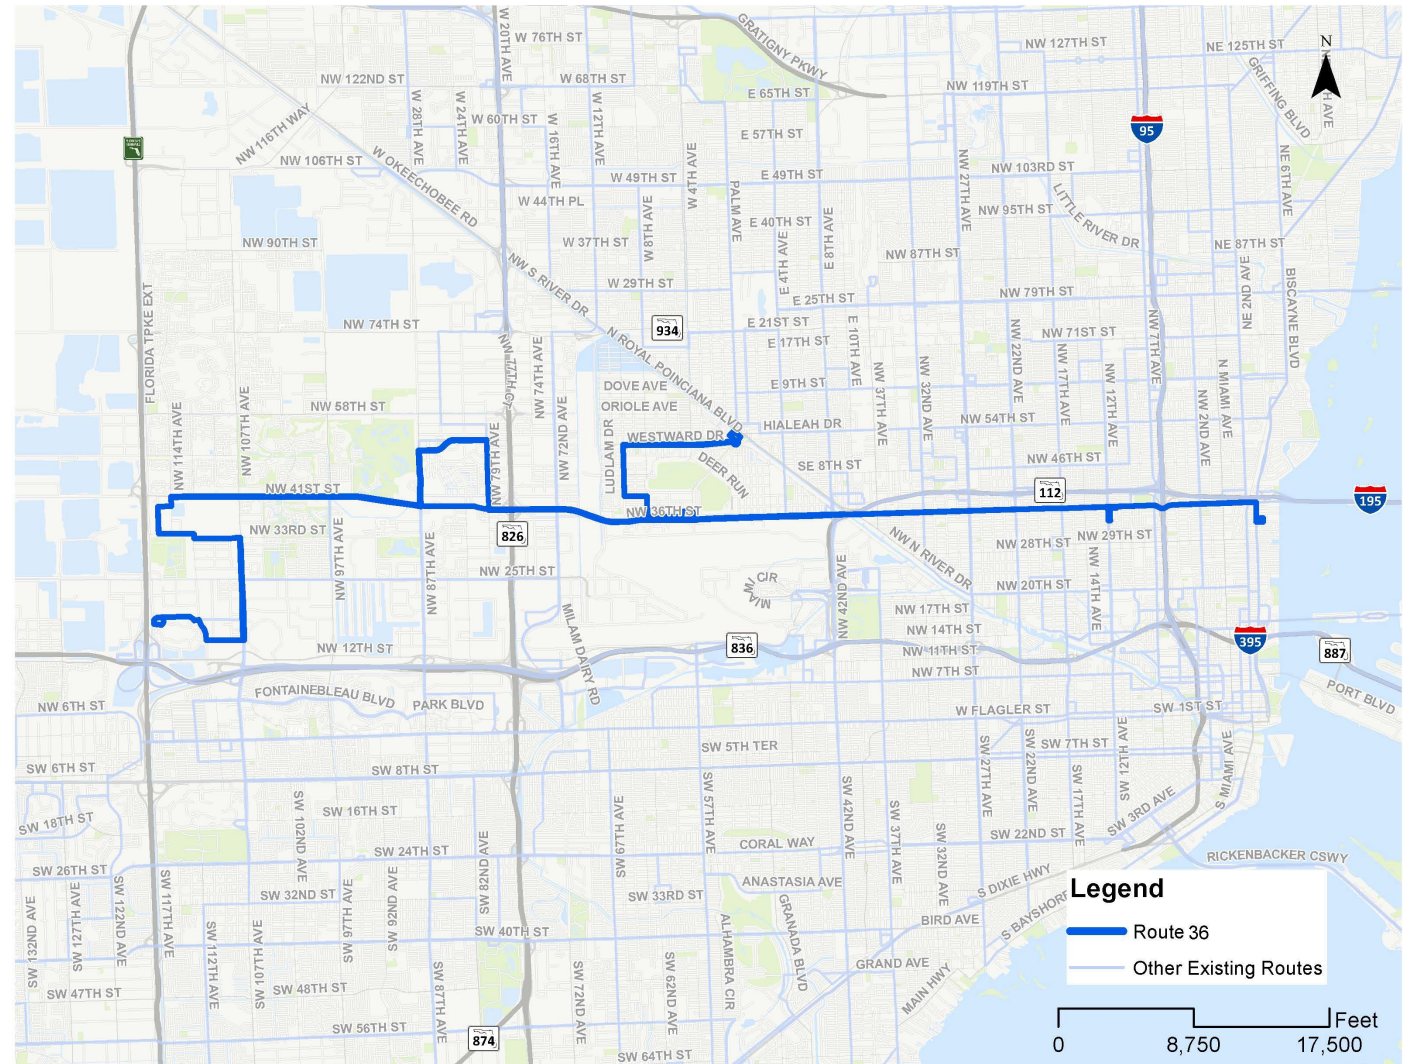 W 76TH ST
W 20TH AVE
GRATIGNY PKWY
NW 127TH ST
NE 125TH ST
N
GRIFFING BLVD
NW 122ND ST
W 68TH ST
E 65TH ST
NW 119TH ST
95
W 28TH AVE
W 24TH AVE
W 60TH ST
W 16TH AVE
W 12TH AVE
E 57TH ST
NW 116TH WAY
NW 106TH ST
W OKEECHOBEE RD
W 49TH ST
W 4TH AVE
PALM AVE
E 49TH ST
NW 27TH AVE
NW 103RD ST
NE 6TH AVE
W 44TH PL
W 8TH AVE
E 40TH ST
NW 95TH ST
LITTLE RIVER DR
NW 90TH ST
W 37TH ST
E 4TH AVE
E 8TH AVE
NW 87TH ST
NE 87TH ST
NW S RIVER DR
W 29TH ST
E 25TH ST
NW 79TH ST
NE 2ND AVE
BISCAYNE BLVD
FLORIDA TPKE EXT
NW 74TH ST
934
E 21ST ST
E 17TH ST
E 10TH AVE
NW 71ST ST
NW 7TH AVE
NW 77TH CT
NW 74TH AVE
N ROYAL POINCIANA BLVD
NW 37TH AVE
NW 32ND AVE
NW 22ND AVE
NW 17TH AVE
NW 12TH AVE
NW 2ND AVE
N MIAMI AVE
DOVE AVE
E 9TH ST
NW 114TH AVE
NW 107TH AVE
NW 58TH ST
NW 72ND AVE
ORIOLE AVE
HIALEAH DR
NW 54TH ST
NW 79TH AVE
LUDLAM DR
WESTWARD DR
DEER RUN
SE 8TH ST
NW 46TH ST
NW 41ST ST
112
195
NW 36TH ST
NW 33RD ST
826
NW 97TH AVE
NW 87TH AVE
NW 25TH ST
NW 42ND AVE
NW N RIVER DR
NW 28TH ST
NW 29TH ST
NW 14TH AVE
MIAMI CIR
NW 20TH ST
MILAM DAIRY RD
NW 17TH ST
NW 14TH ST
NW 12TH ST
836
NW 11TH ST
395
887
NW 7TH ST
FONTAINEBLEAU BLVD
PARK BLVD
NW 6TH ST
W FLAGLER ST
SW 1ST ST
PORT BLVD
SW 5TH TER
SW 7TH ST
SW 6TH ST
SW 8TH ST
SW 27TH AVE
SW 22ND AVE
SW 17TH AVE
SW 12TH AVE
S MIAMI AVE
SW 18TH ST
SW 102ND AVE
SW 16TH ST
SW 67TH AVE
SW 57TH AVE
SW 42ND AVE
SW 37TH AVE
SW 32ND AVE
SW 22ND ST
SW 3RD AVE
SW 26TH ST
SW 24TH ST
SW 82ND AVE
CORAL WAY
RICKENBACKER CSWY
SW 132ND AVE
SW 127TH AVE
SW 122ND AVE
SW 117TH AVE
SW 112TH AVE
SW 107TH AVE
SW 32ND ST
SW 97TH AVE
SW 92ND AVE
SW 33RD ST
ANASTASIA AVE
S DIXIE HWY
S BAYSHORE
SW 40TH ST
ALHAMBRA CIR
GRANADA BLVD
BIRD AVE
SW 47TH ST
SW 48TH ST
SW 87TH AVE
SW 72ND AVE
SW 62ND AVE
GRAND AVE
MAIN HWY
SW 56TH ST
874
SW 64TH ST
Legend
Route 36
Other Existing Routes
Feet
0 8,750 17,500